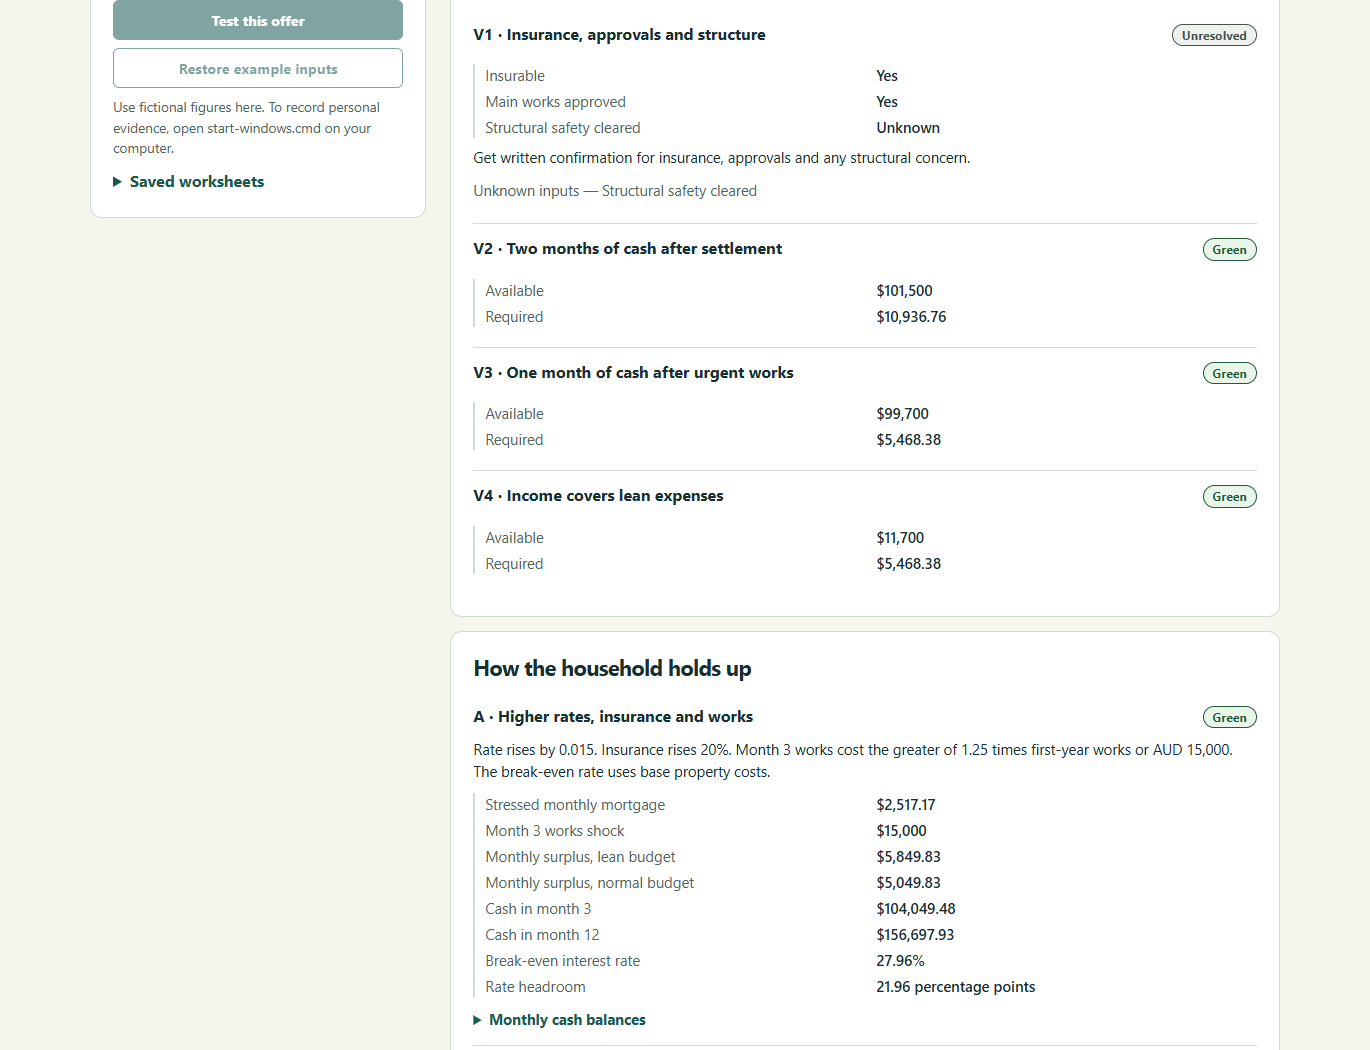 Test this offer
Restore example inputs
Use fictional figures here. To record personal
evidence, open start-windows.cmd on your
computer.
▶ Saved worksheets
V1 · Insurance, approvals and structure
Unresolved
Insurable Yes
Main works approved Yes
Structural safety cleared Unknown
Get written confirmation for insurance, approvals and any structural concern.
Unknown inputs — Structural safety cleared
V2 · Two months of cash after settlement
Green
Available $101,500
Required $10,936.76
V3 · One month of cash after urgent works
Green
Available $99,700
Required $5,468.38
V4 · Income covers lean expenses
Green
Available $11,700
Required $5,468.38
How the household holds up
A · Higher rates, insurance and works
Green
Rate rises by 0.015. Insurance rises 20%. Month 3 works cost the greater of 1.25 times first-year works or AUD 15,000.
The break-even rate uses base property costs.
Stressed monthly mortgage $2,517.17
Month 3 works shock $15,000
Monthly surplus, lean budget $5,849.83
Monthly surplus, normal budget $5,049.83
Cash in month 3 $104,049.48
Cash in month 12 $156,697.93
Break-even interest rate 27.96%
Rate headroom 21.96 percentage points
▶ Monthly cash balances